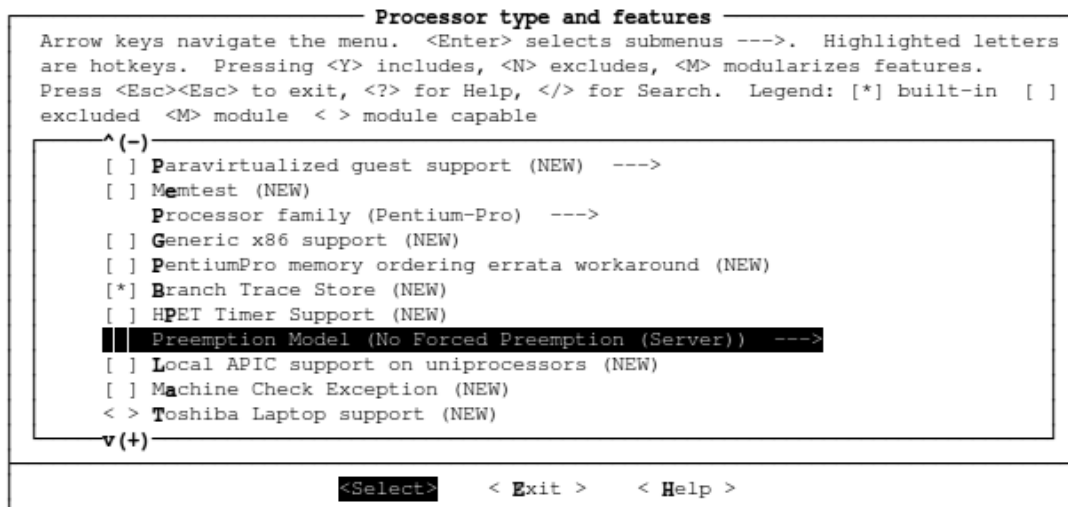 Processor type and features
Arrow keys navigate the menu.  <Enter> selects submenus --->.  Highlighted letters
are hotkeys.  Pressing <Y> includes, <N> excludes, <M> modularizes features.
Press <Esc><Esc> to exit, <?> for Help, </> for Search.  Legend: [*] built-in  [ ]
excluded  <M> module  < > module capable
^(-)
[ ] Paravirtualized guest support (NEW)  --->
[ ] Memtest (NEW)
Processor family (Pentium-Pro)  --->
[ ] Generic x86 support (NEW)
[ ] PentiumPro memory ordering errata workaround (NEW)
[*] Branch Trace Store (NEW)
[ ] HPET Timer Support (NEW)
Preemption Model (No Forced Preemption (Server))  --->
[ ] Local APIC support on uniprocessors (NEW)
[ ] Machine Check Exception (NEW)
< > Toshiba Laptop support (NEW)
v(+)
<Select>    < Exit >    < Help >